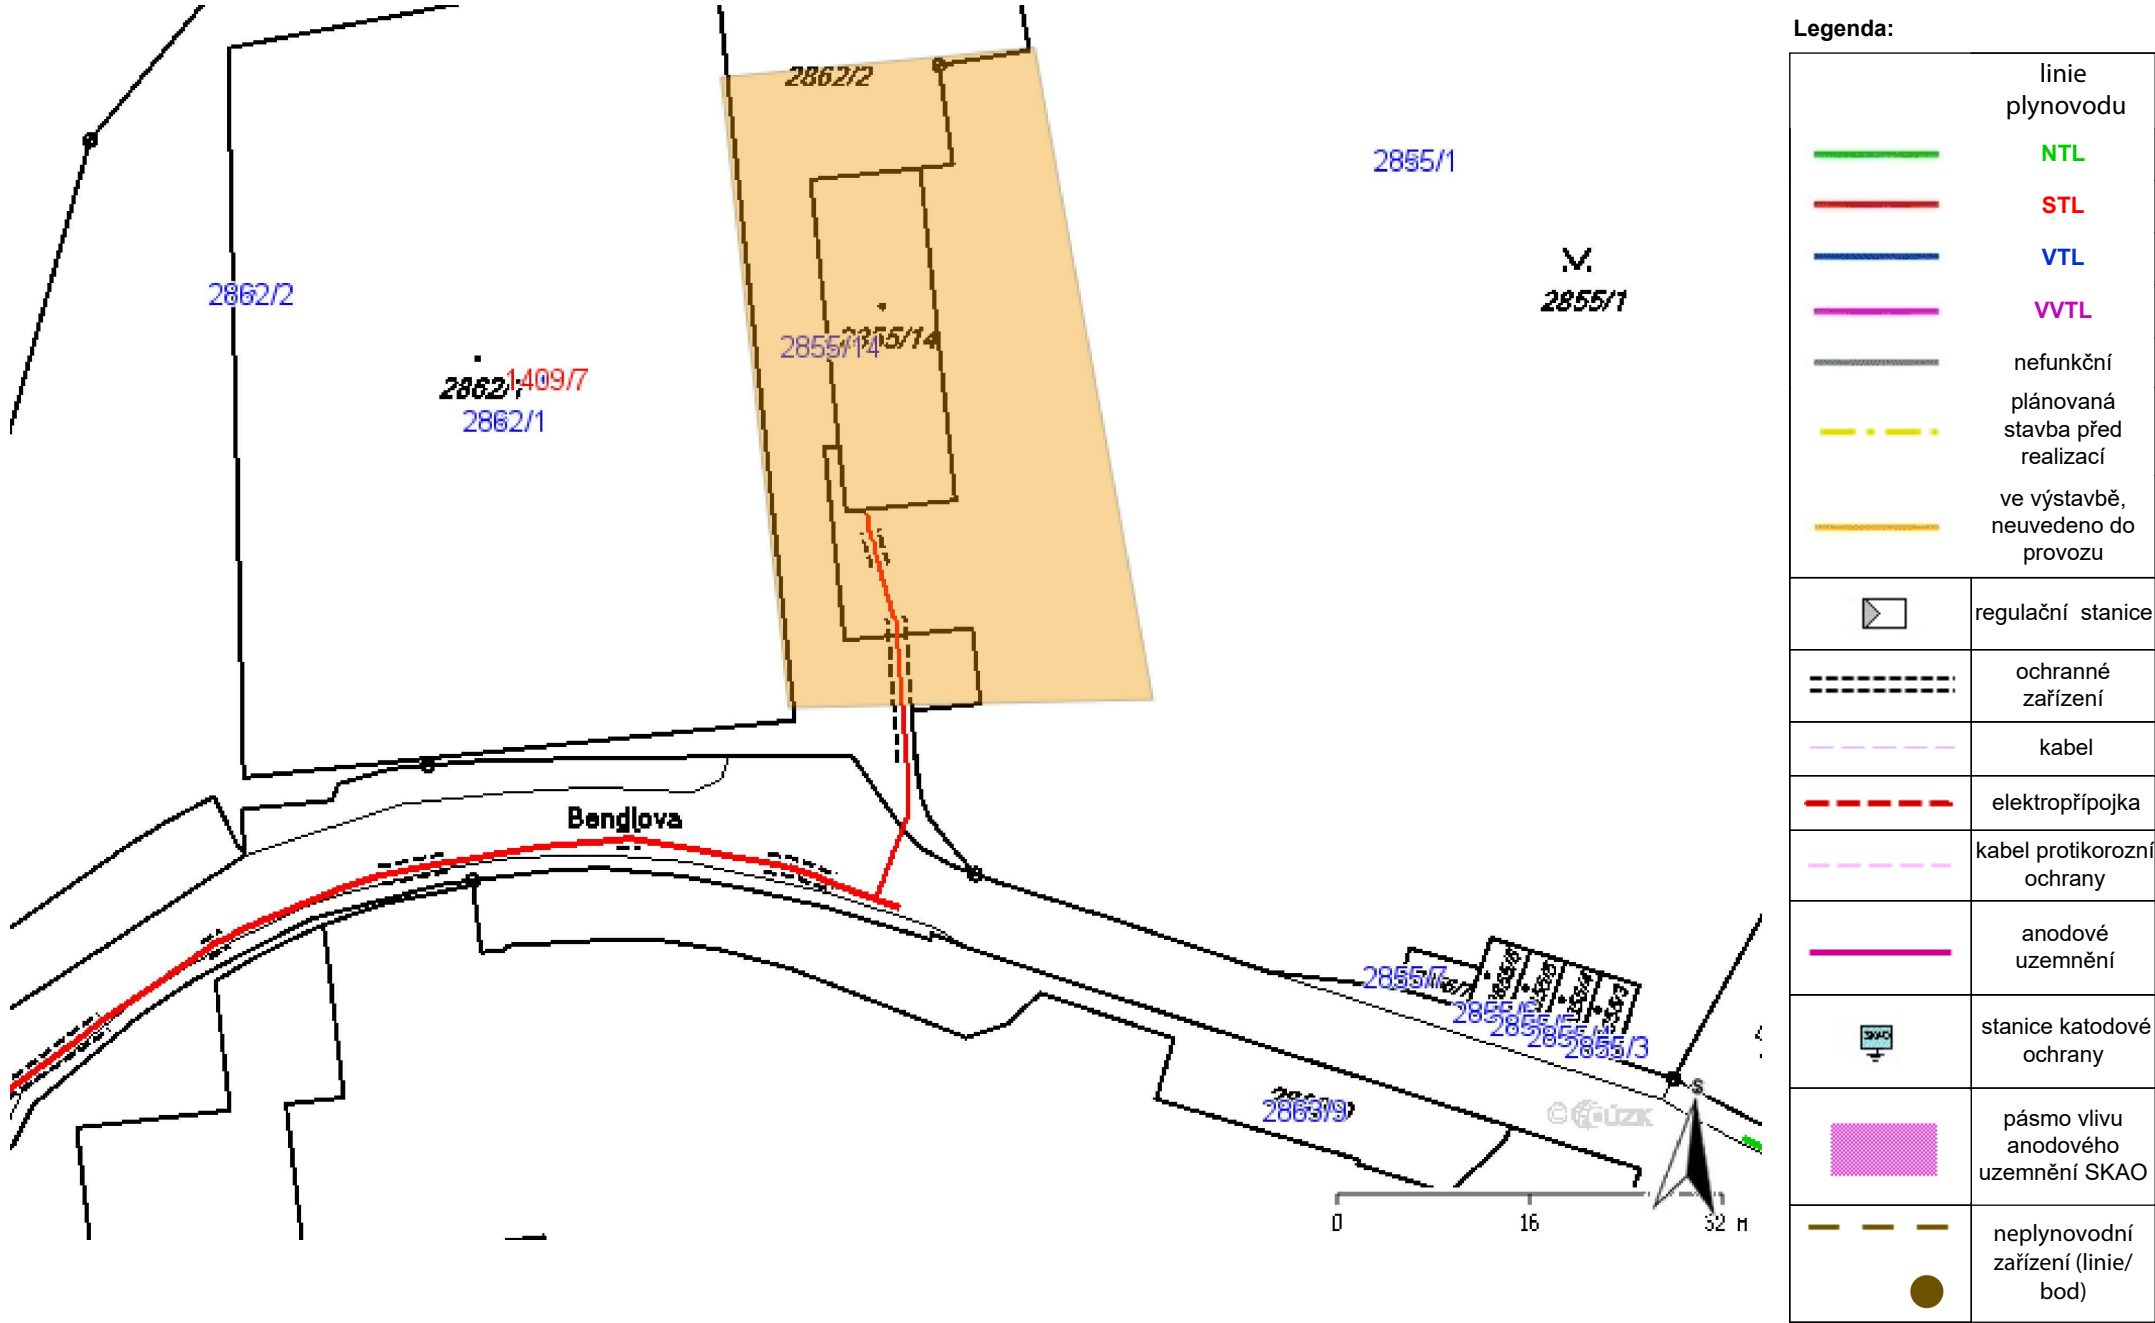 2862/2
2855/1
2855/1
2862/2
2855/14
2855/14
1409/7
2862/1
Bendlova
2855/7
2855/3
2863/9
0 16 32 M
S
Legenda:
linie
plynovodu
NTL
STL
VTL
VVTL
nefunkční
plánovaná
stavba před
realizací
ve výstavbě,
neuvedeno do
provozu
regulační stanice
ochranné
zařízení
kabel
elektropřípojka
kabel protikorozní
ochrany
anodové
uzemnění
SKAO
stanice katodové
ochrany
pásmo vlivu
anodového
uzemnění SKAO
neplynovodní
zařízení (linie/
bod)